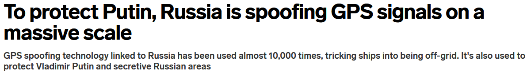 To protect Putin, Russia is spoofing GPS signals on a
massive scale
GPS spoofing technology linked to Russia has been used almost 10,000 times, tricking ships into being off-grid. It's also used to
protect Vladimir Putin and secretive Russian areas